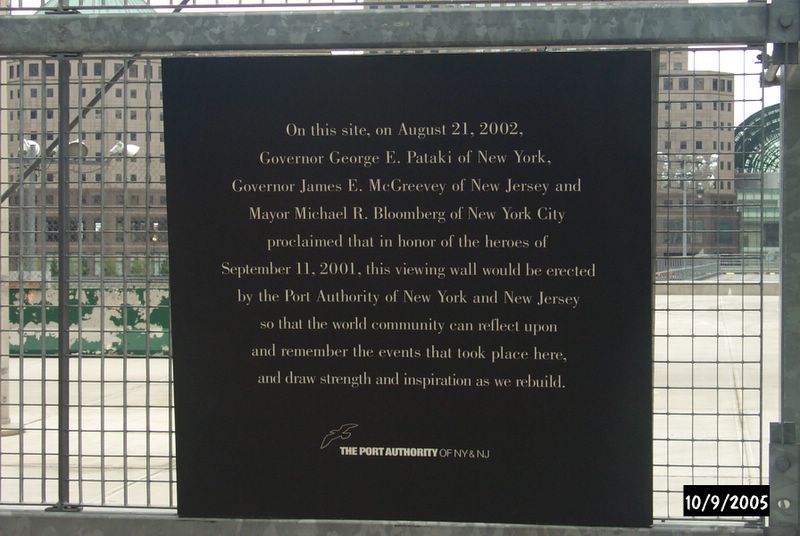 On this site, on August 21, 2002,
Governor George E. Pataki of New York,
Governor James E. McGreevey of New Jersey and
Mayor Michael R. Bloomberg of New York City
proclaimed that in honor of the heroes of
September 11, 2001, this viewing wall would be erected
by the Port Authority of New York and New Jersey
so that the world community can reflect upon
and remember the events that took place here,
and draw strength and inspiration as we rebuild.
THE PORT AUTHORITY OF NY & NJ
10/9/2005